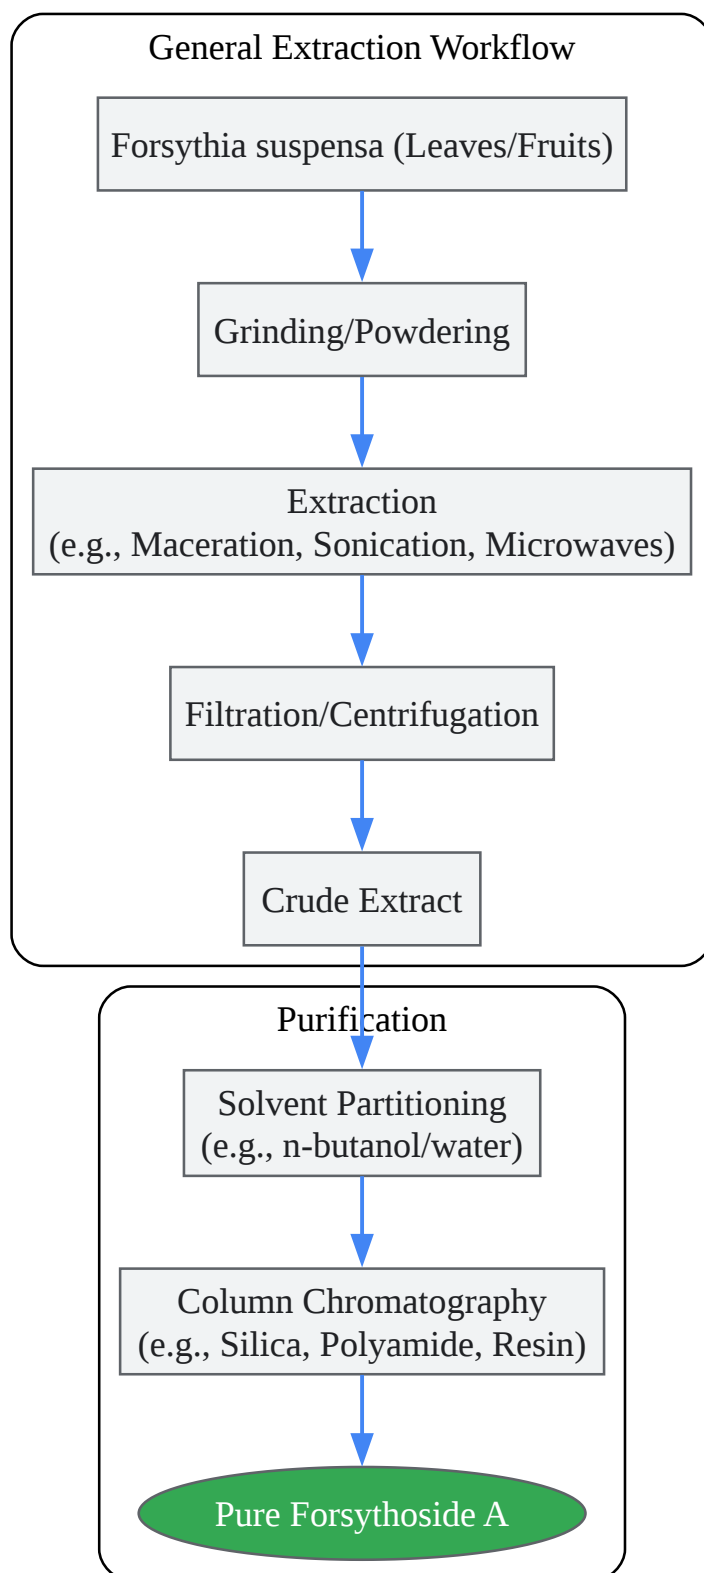 General Extraction Workflow
Forsythia suspensa (Leaves/Fruits)
Grinding/Powdering
Extraction
(e.g., Maceration, Sonication, Microwaves)
Filtration/Centrifugation
Crude Extract
Purification
Solvent Partitioning
(e.g., n-butanol/water)
Column Chromatography
(e.g., Silica, Polyamide, Resin)
Pure Forsythoside A